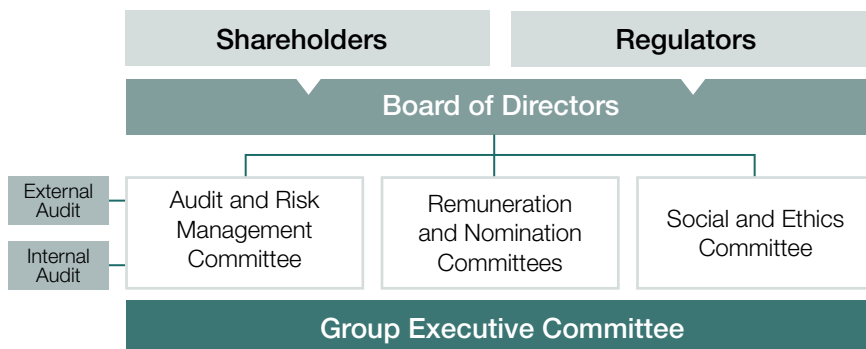 Shareholders
Regulators
Board of Directors
External
Audit
Internal
Audit
Audit and Risk
Management
Committee
Remuneration
and Nomination
Committees
Social and Ethics
Committee
Group Executive Committee